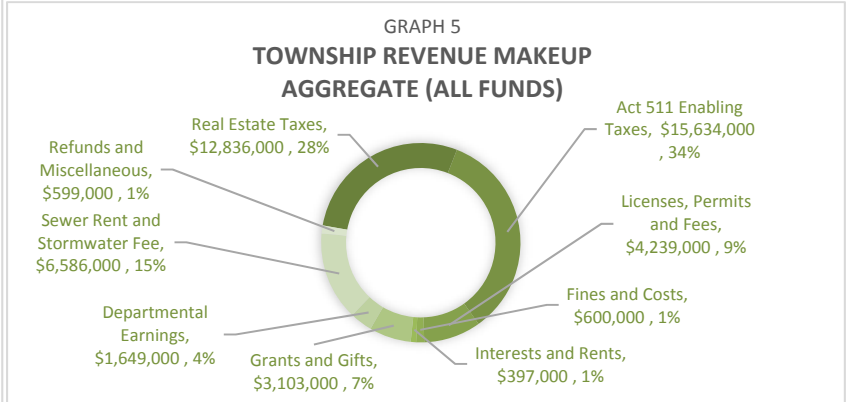 GRAPH 5
TOWNSHIP REVENUE MAKEUP
AGGREGATE (ALL FUNDS)
Real Estate Taxes,
$12,836,000 , 28%
Act 511 Enabling
Taxes, $15,634,000
, 34%
Refunds and
Miscellaneous,
$599,000 , 1%
Licenses, Permits
and Fees,
$4,239,000 , 9%
Sewer Rent and
Stormwater Fee,
$6,586,000 , 15%
Fines and Costs,
$600,000 , 1%
Departmental
Earnings,
$1,649,000 , 4%
Grants and Gifts,
$3,103,000 , 7%
Interests and Rents,
$397,000 , 1%